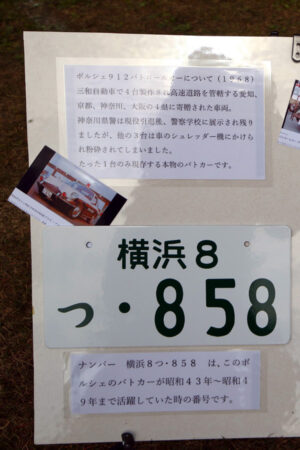 ポルシェ912パトロールカーについて(1968)
三和自動車で4台製作され高速道路を管轄する愛知、
京都、神奈川、大阪の4県に寄贈された車両。
神奈川県警は現役引退後、警察学校に展示され残り
ましたが、他の3台は車のシュレッダー機にかけら
れ粉砕されてしまいました。
たった1台のみ現存する本物のパトカーです。
横浜8
つ・858
ナンバー 横浜8つ・858 は、このポ
ルシェのパトカーが昭和43年~昭和4
9年まで活躍していた時の番号です。